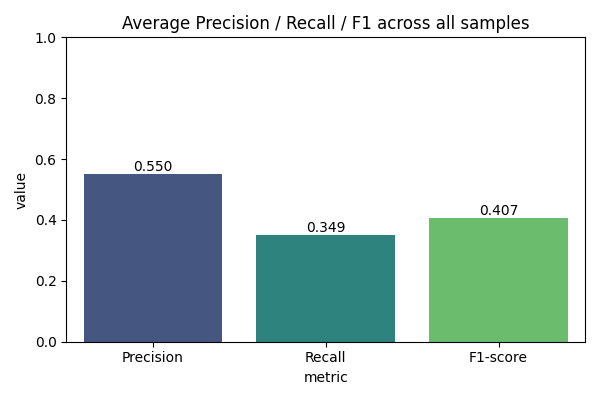 Average Precision / Recall / F1 across all samples
1.0
0.8
0.6
0.4
0.2
0.0
value
0.550
0.349
0.407
Precision
Recall
F1-score
metric